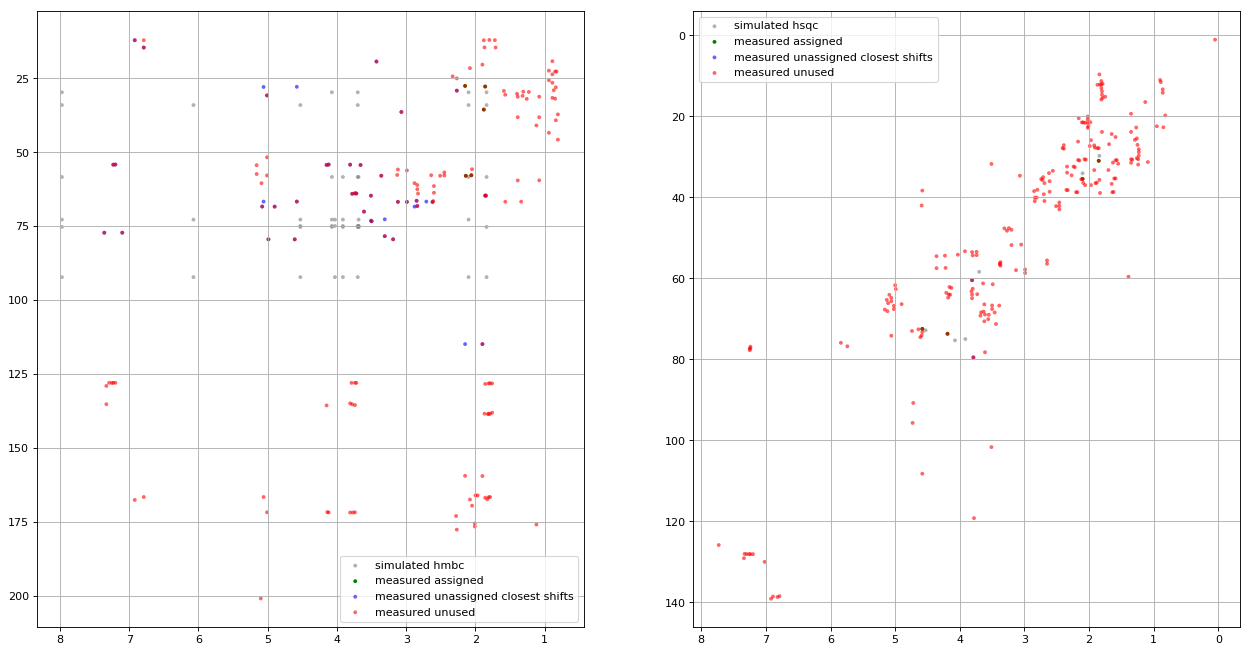 25
50
75
100
125
150
175
200
8 7 6 5 4 3 2 1
simulated hmbc
measured assigned
measured unassigned closest shifts
measured unused
simulated hsqc
measured assigned
measured unassigned closest shifts
measured unused
0
20
40
60
80
100
120
140
8 7 6 5 4 3 2 1 0